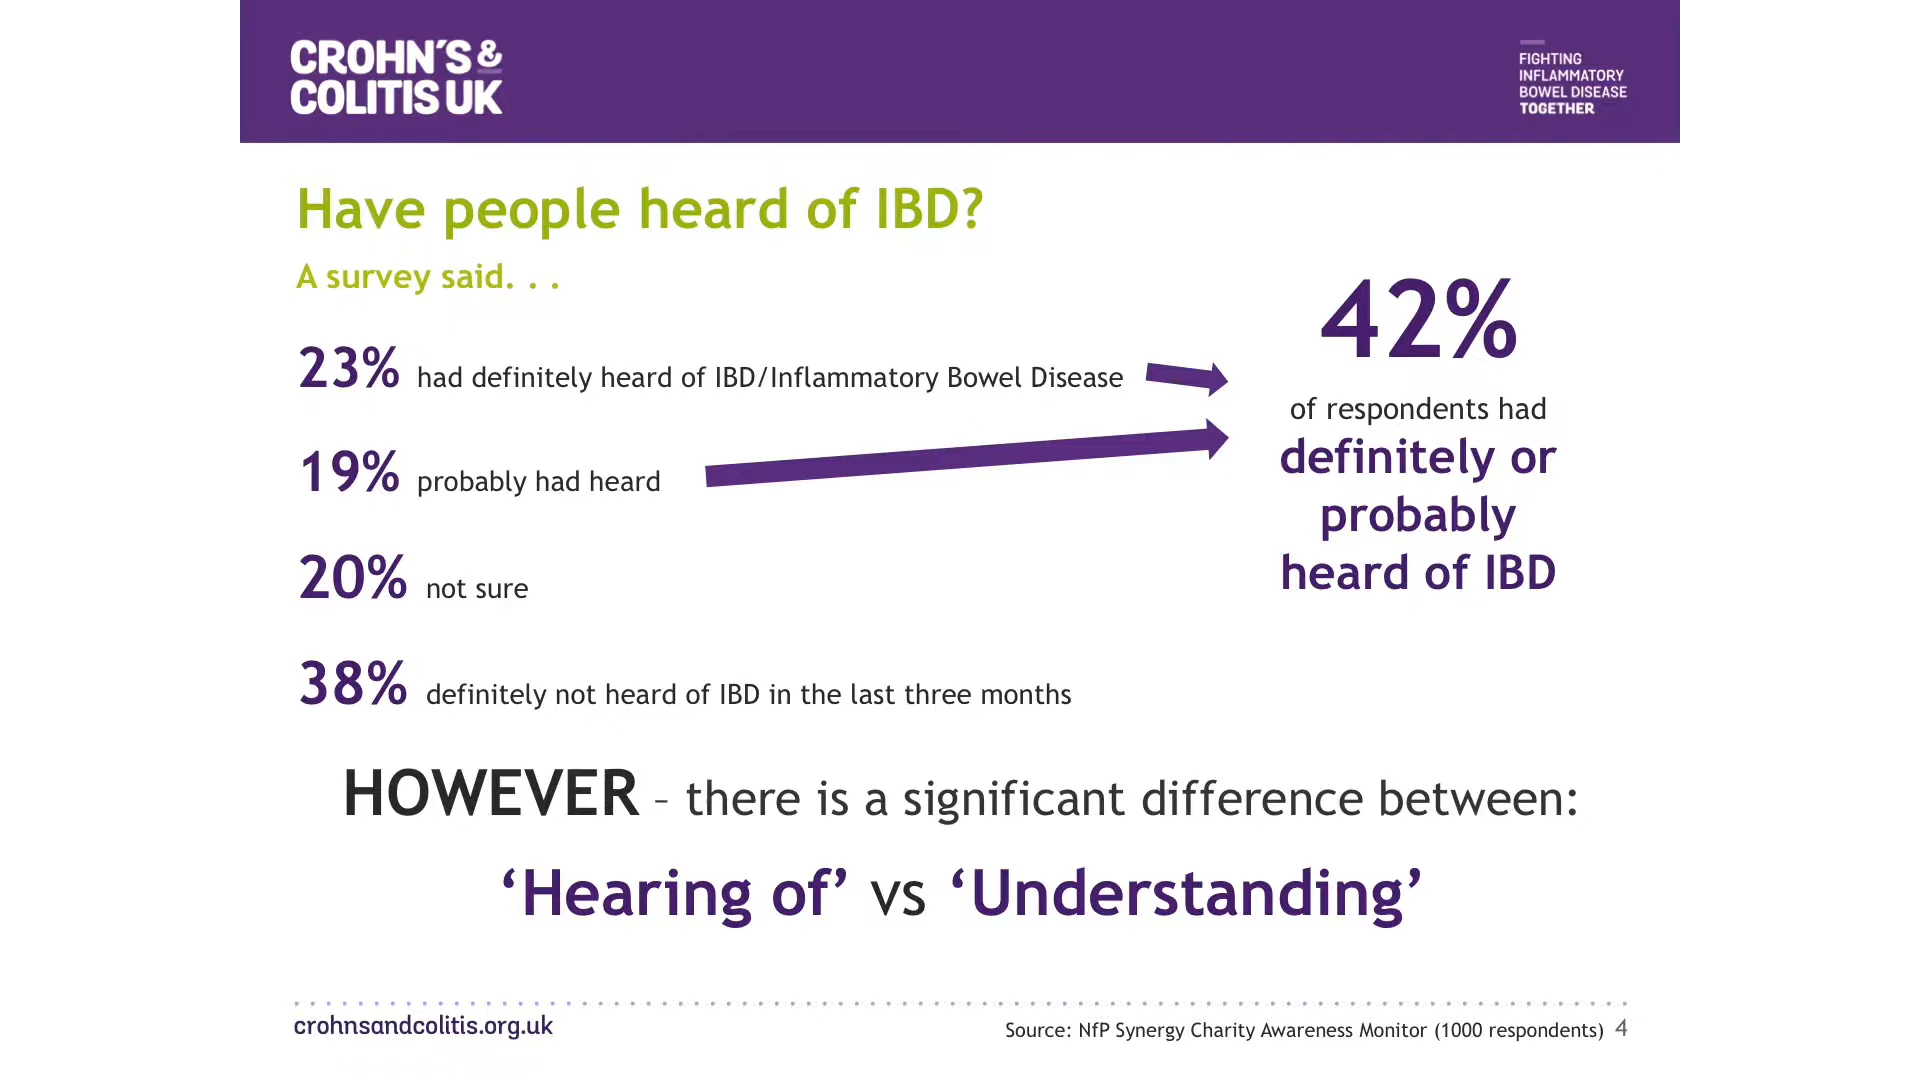 CROHN'S &
COLITIS UK
FIGHTING
INFLAMMATORY
BOWEL DISEASE
TOGETHER
Have people heard of IBD?
A survey said. . .
23% had definitely heard of IBD/Inflammatory Bowel Disease
19% probably had heard
20% not sure
38% definitely not heard of IBD in the last three months
42%
of respondents had
definitely or
probably
heard of IBD
HOWEVER – there is a significant difference between:
‘Hearing of’ vs ‘Understanding’
crohnsandcolitis.org.uk
Source: NfP Synergy Charity Awareness Monitor (1000 respondents) 4